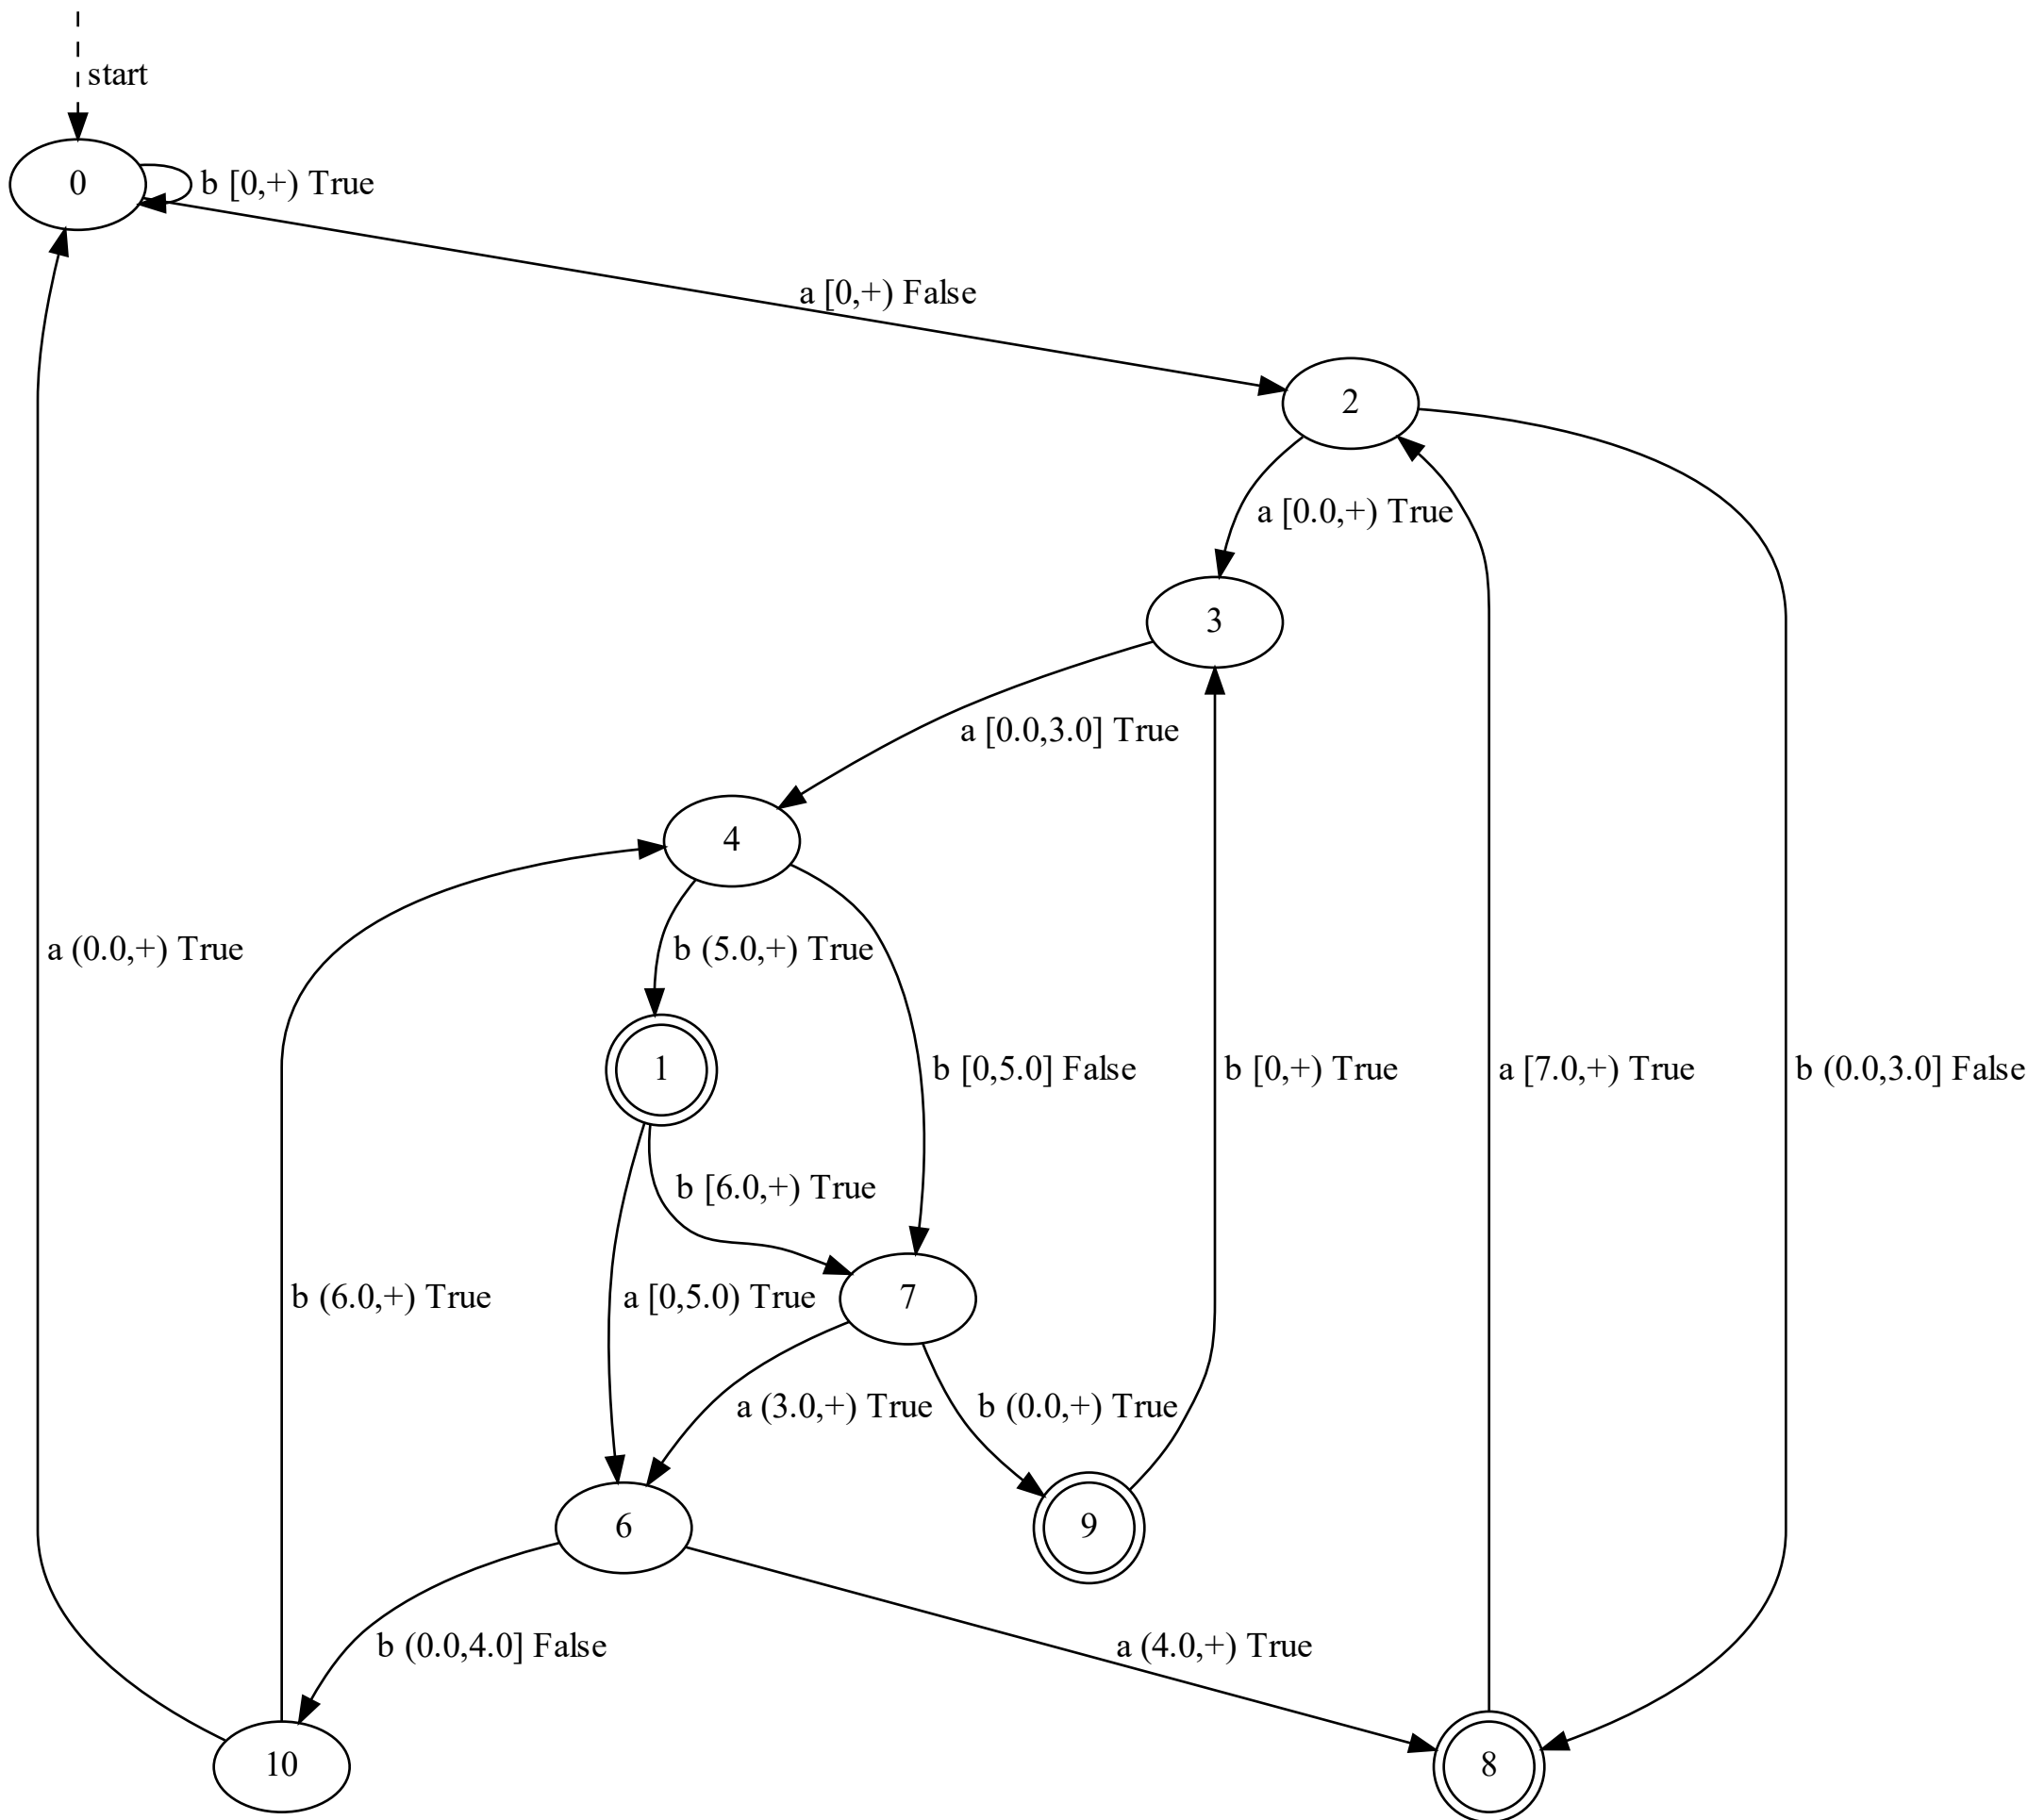 start
0
b [0,+) True
a [0,+) False
2
a [0.0,+) True
3
a [0.0,3.0] True
4
a (0.0,+) True
b (5.0,+) True
1
b [0,5.0] False
b [0,+) True
a [7.0,+) True
b (0.0,3.0] False
b [6.0,+) True
b (6.0,+) True
a [0,5.0) True
7
a (3.0,+) True
b (0.0,+) True
6
9
b (0.0,4.0] False
a (4.0,+) True
10
8